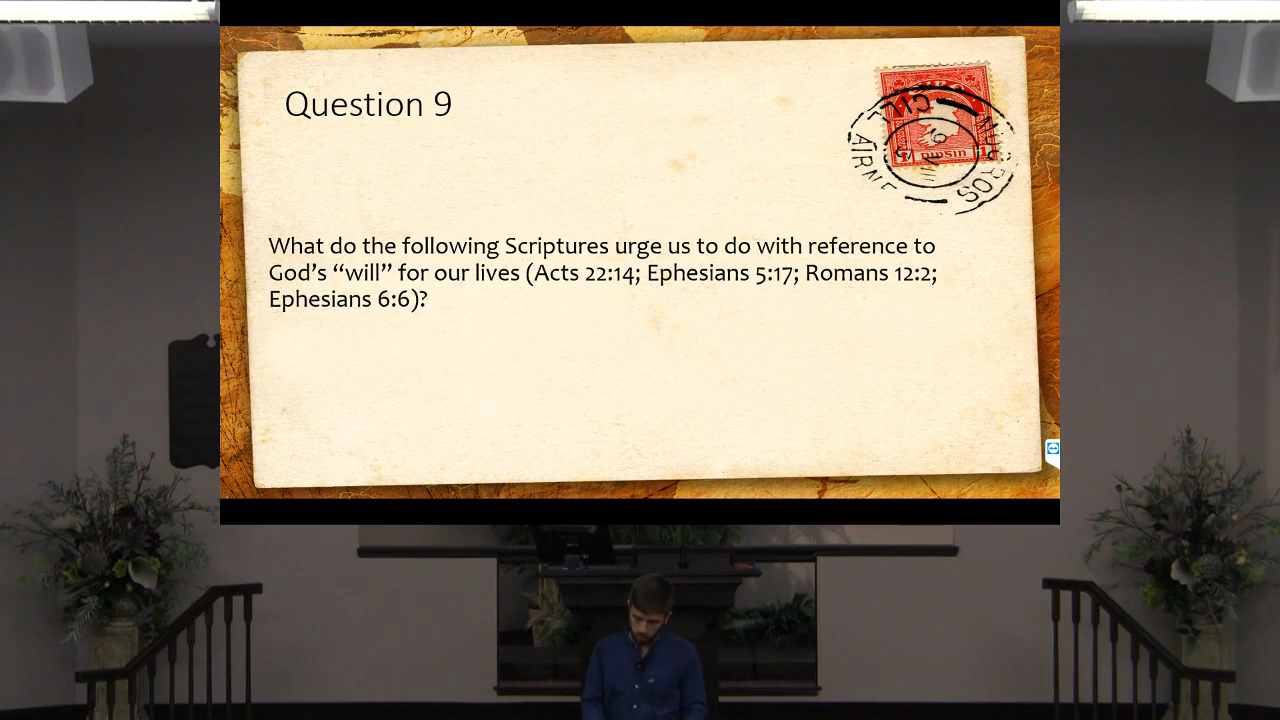 Question 9
What do the following Scriptures urge us to do with reference to
God’s “will” for our lives (Acts 22:14; Ephesians 5:17; Romans 12:2;
Ephesians 6:6)?